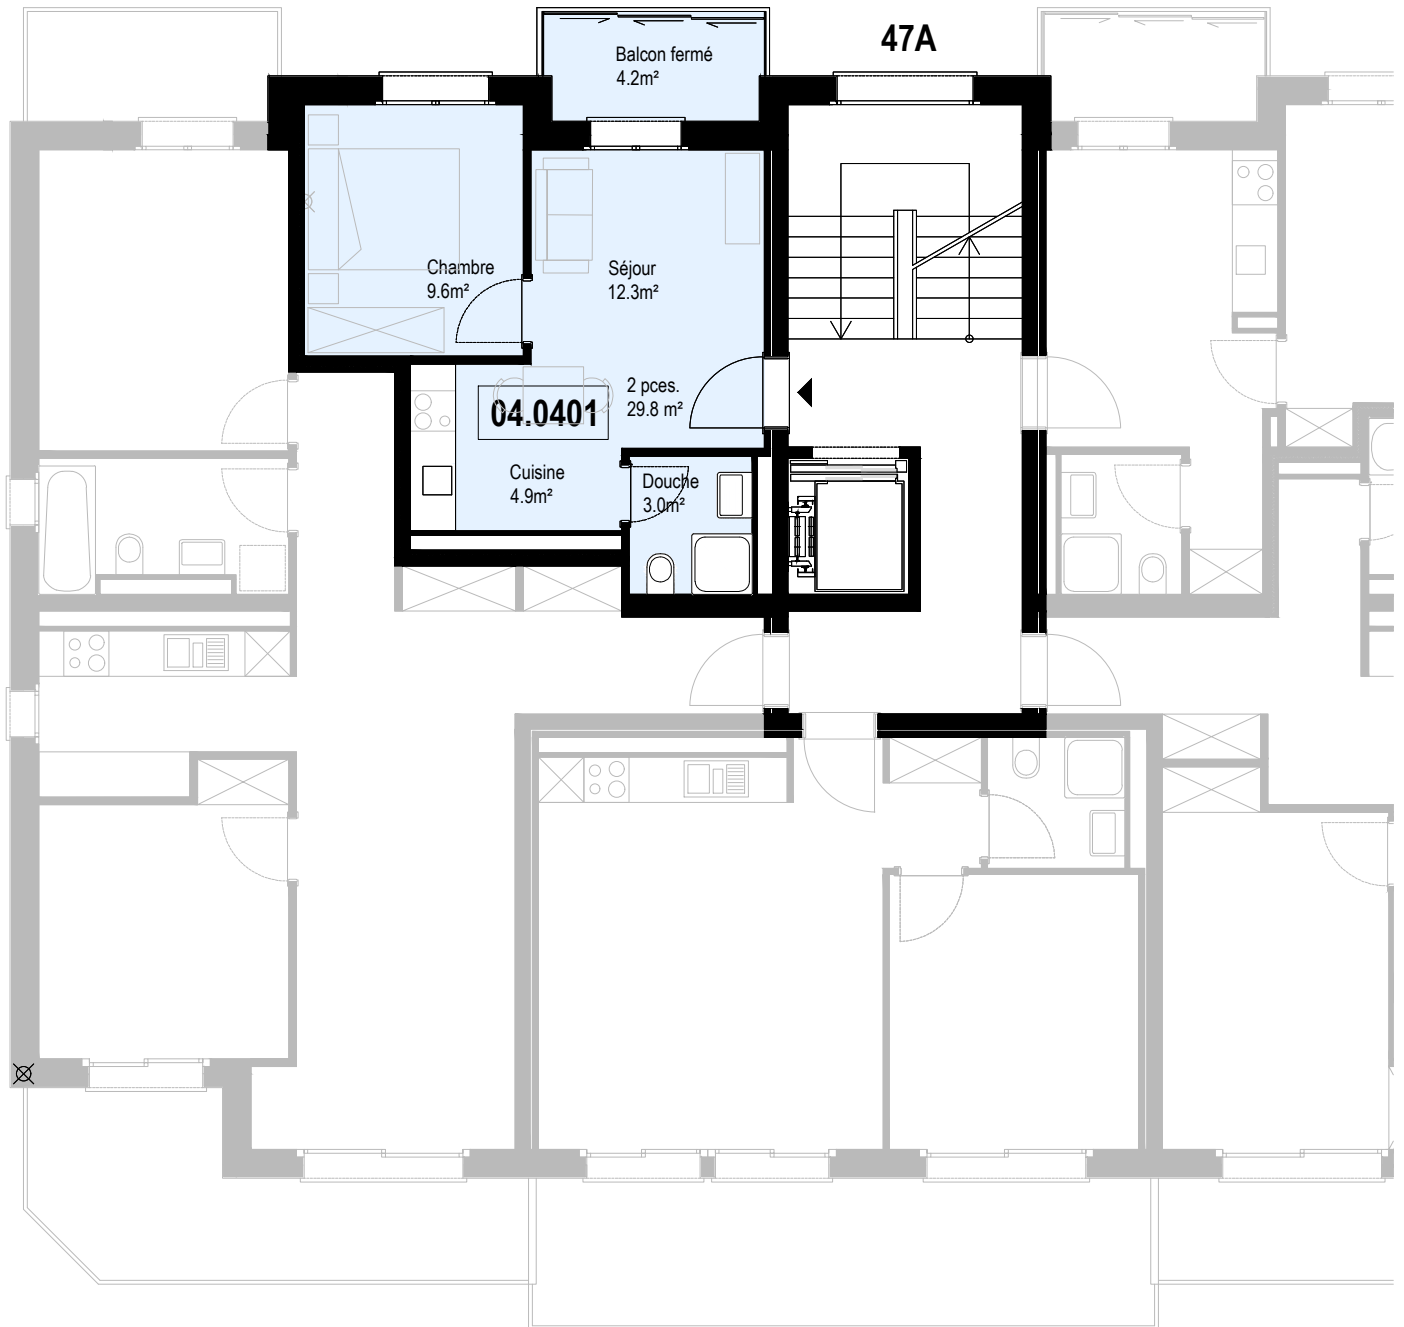 47A
Balcon fermé
4.2m²
Chambre
9.6m²
Séjour
12.3m²
2 pces.
29.8 m²
04.0401
Cuisine
4.9m²
Douche
3.0m²